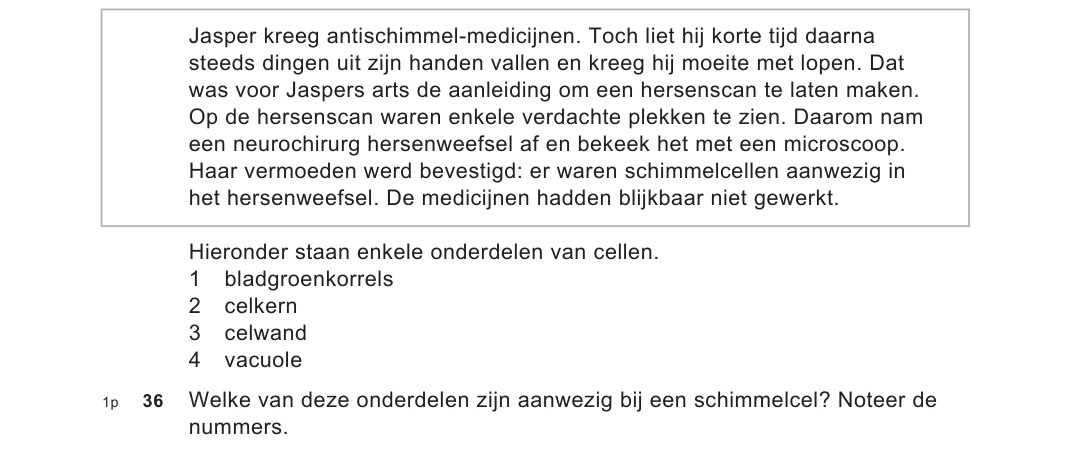 Jasper kreeg antischimmel-medicijnen. Toch liet hij korte tijd daarna
steeds dingen uit zijn handen vallen en kreeg hij moeite met lopen. Dat
was voor Jaspers arts de aanleiding om een hersenscan te laten maken.
Op de hersenscan waren enkele verdachte plekken te zien. Daarom nam
een neurochirurg hersenweefsel af en bekeek het met een microscoop.
Haar vermoeden werd bevestigd: er waren schimmelcellen aanwezig in
het hersenweefsel. De medicijnen hadden blijkbaar niet gewerkt.
Hieronder staan enkele onderdelen van cellen.
1 bladgroenkorrels
2 celkern
3 celwand
4 vacuole
1p 36 Welke van deze onderdelen zijn aanwezig bij een schimmelcel? Noteer de
nummers.